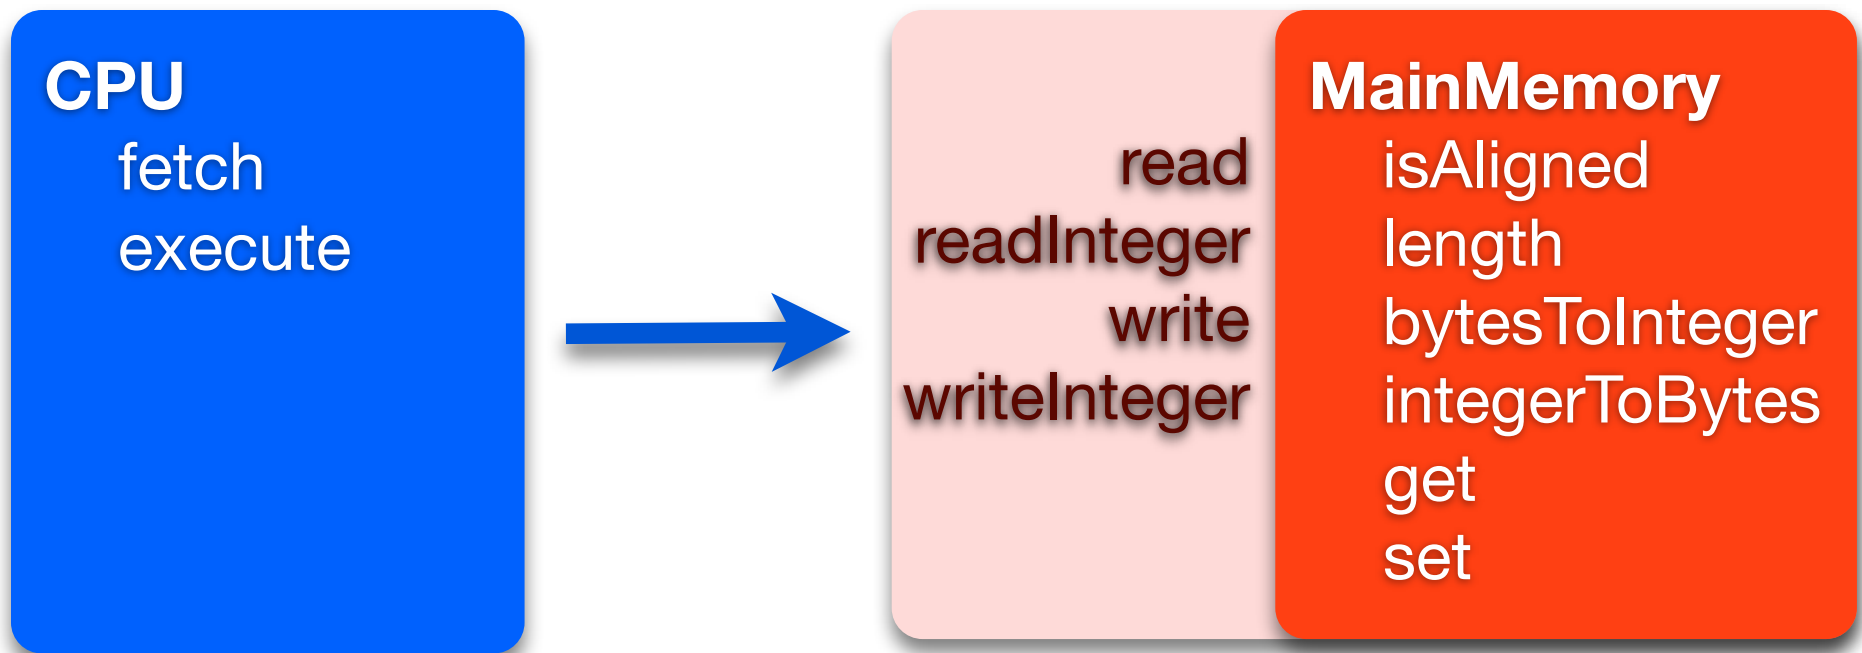 CPU
fetch
execute
read
readInteger
write
writeInteger
MainMemory
isAligned
length
bytesToInteger
integerToBytes
get
set